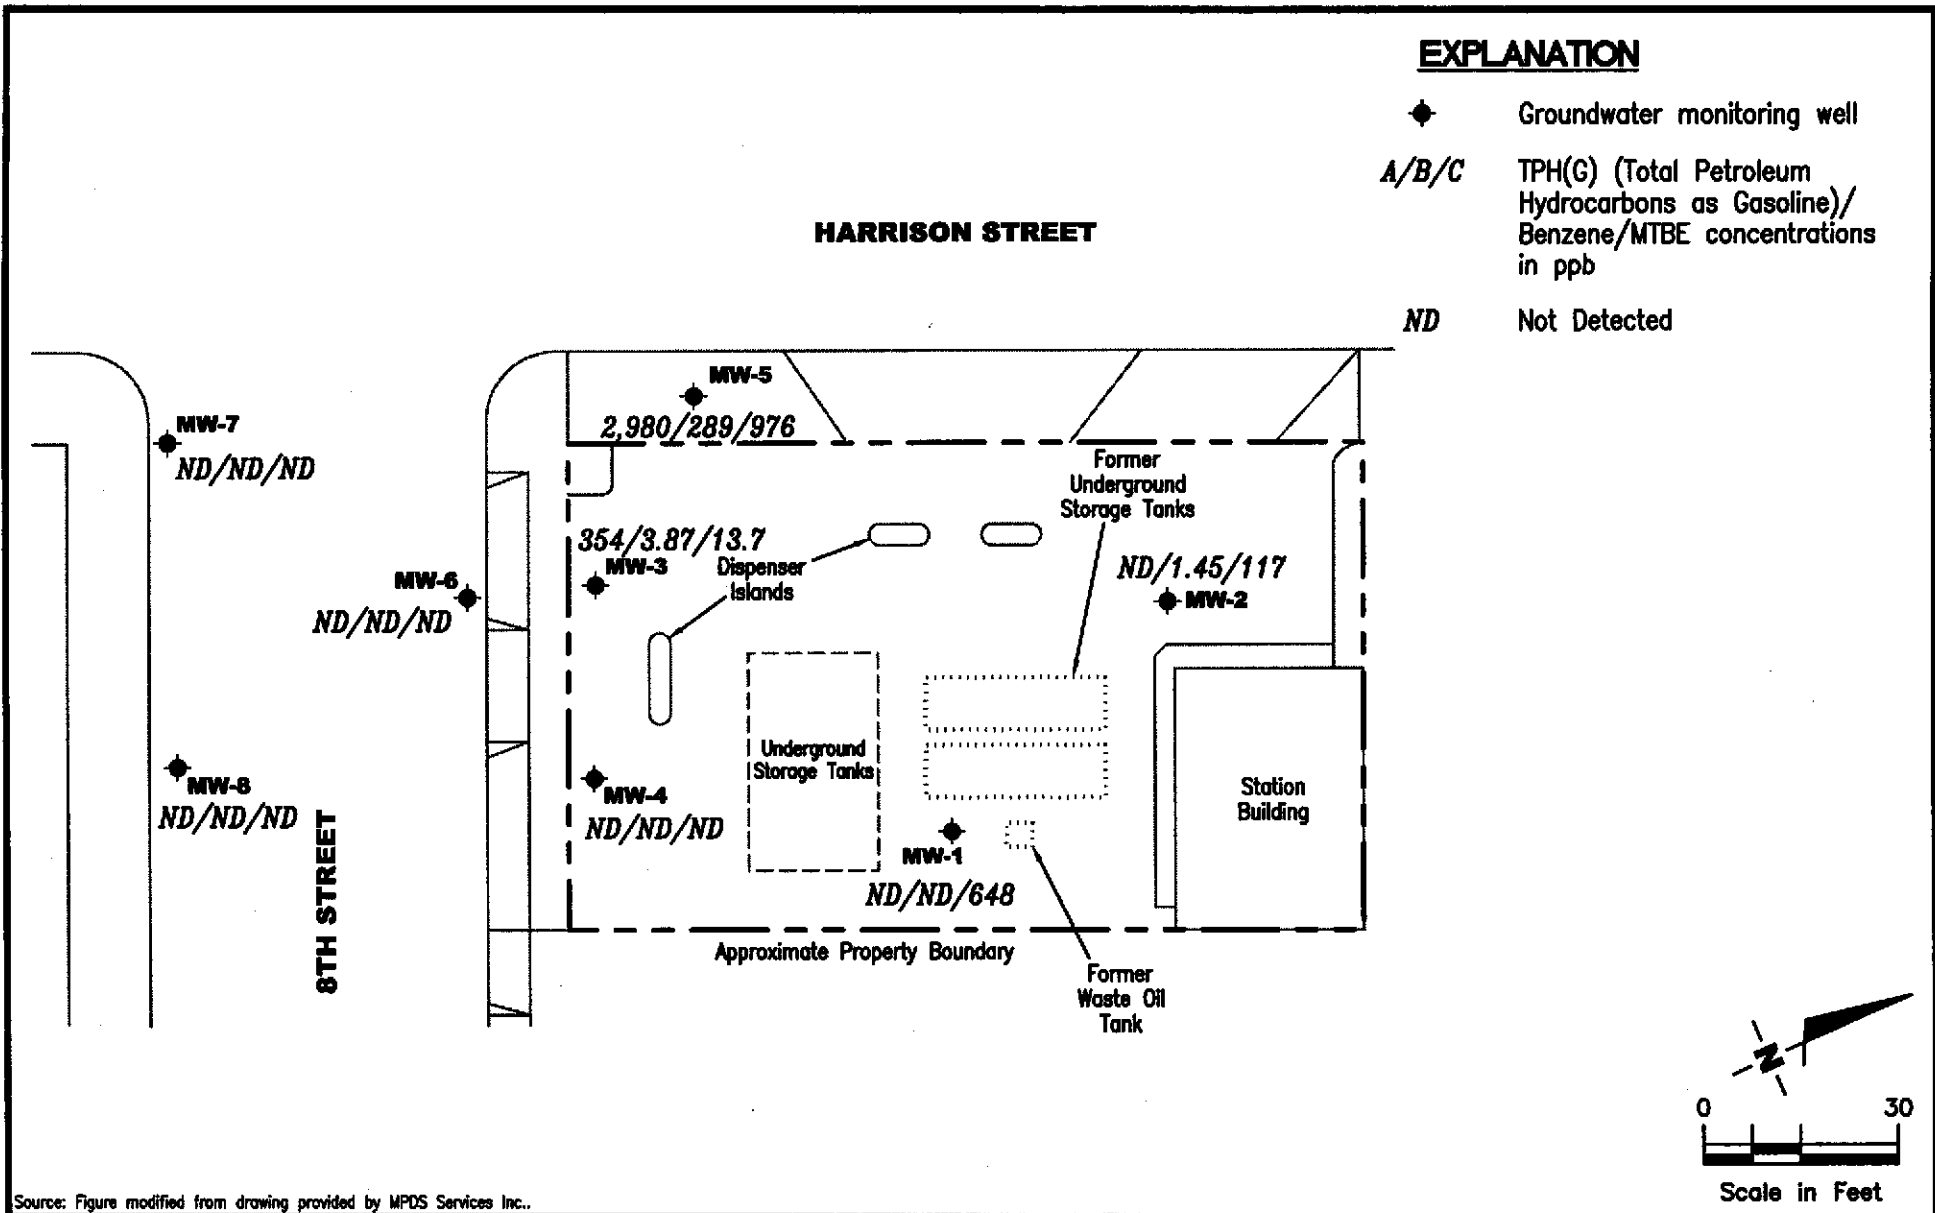 EXPLANATION
Groundwater monitoring well
A/B/C TPH(G) (Total Petroleum
Hydrocarbons as Gasoline)/
Benzene/MTBE concentrations
in ppb
ND Not Detected
HARRISON STREET
MW-5
2,980/289/976
MW-7
ND/ND/ND
Former
Underground
Storage Tanks
354/3.87/13.7
MW-3
Dispenser
Islands
MW-6
ND/ND/ND
ND/1.45/117
MW-2
Underground
Storage Tanks
MW-8
ND/ND/ND
MW-4
ND/ND/ND
Station
Building
MW-1
ND/ND/648
8TH STREET
Approximate Property Boundary
Former
Waste Oil
Tank
N
0 30
Scale in Feet
Source: Figure modified from drawing provided by MPDS Services Inc..